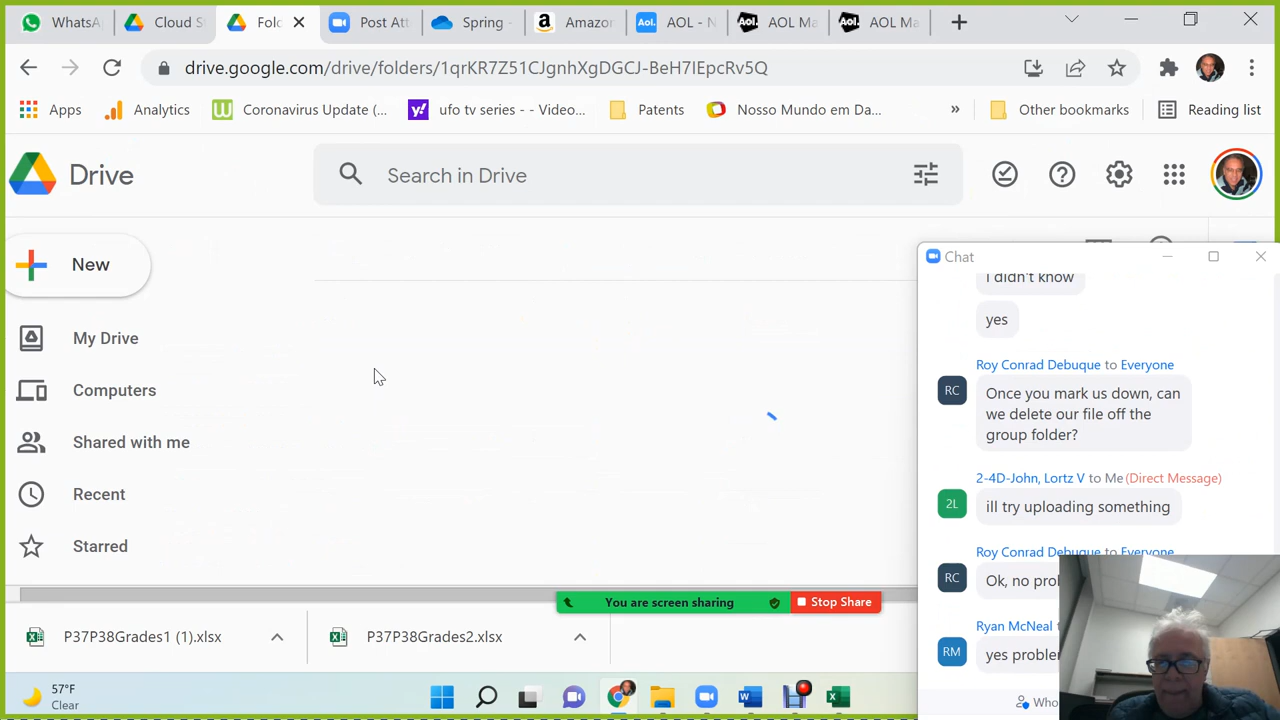 WhatsA
Cloud S
Fol
Post Att
Spring -
Amazon
AOL - N
AOL Ma
AOL Ma
drive.google.com/drive/folders/1qrKR7Z51CJgnhXgDGCJ-BeH7IEpcRv5Q
Apps
Analytics
Coronavirus Update (...
ufo tv series - - Video...
Patents
Nosso Mundo em Da...
»
Other bookmarks
Reading list
Drive
Search in Drive
New
My Drive
Computers
Shared with me
Recent
Starred
Chat
I didn't know
yes
Roy Conrad Debuque to Everyone
RC
Once you mark us down, can
we delete our file off the
group folder?
2-4D-John, Lortz V to Me (Direct Message)
2L
ill try uploading something
Roy Conrad Debuque to Everyone
RC
Ok, no pro
Ryan McNeal
RM
yes proble
Who
You are screen sharing
Stop Share
P37P38Grades1 (1).xlsx
P37P38Grades2.xlsx
57°F
Clear